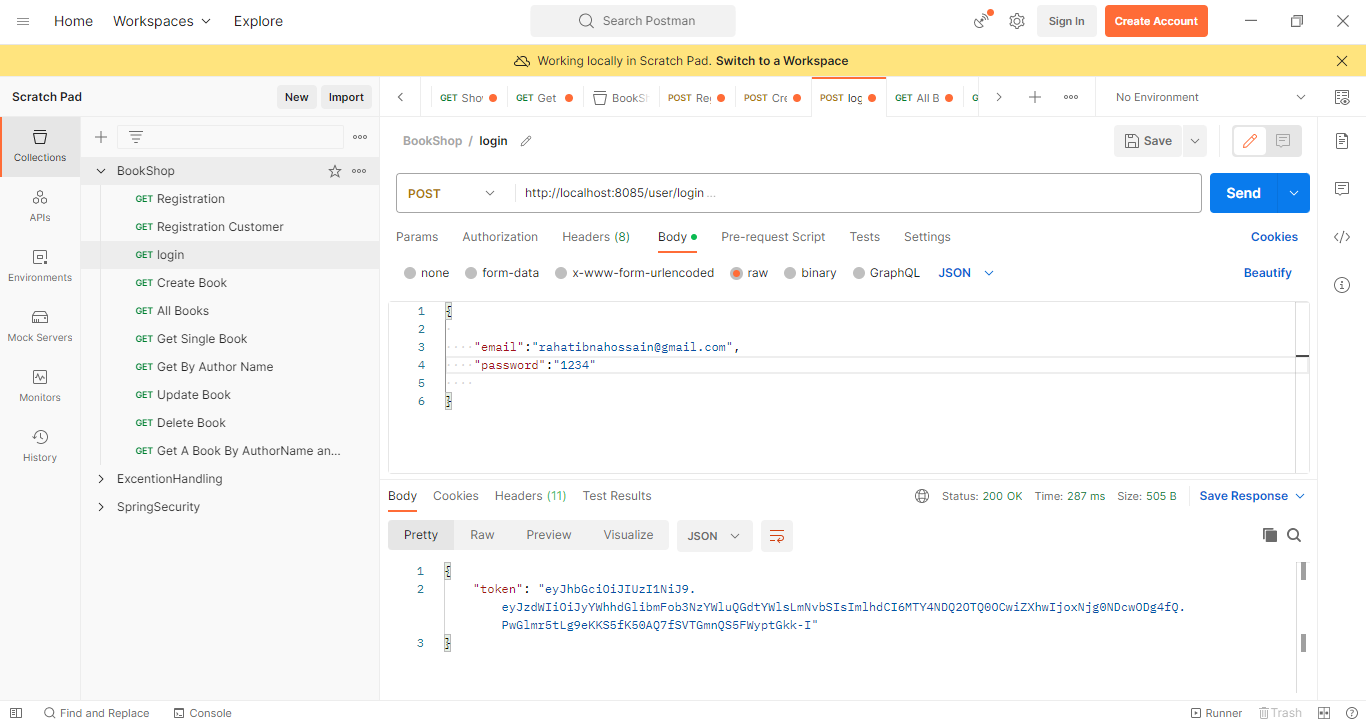 Home Workspaces Explore Search Postman Sign In Create Account
Working locally in Scratch Pad. Switch to a Workspace
Scratch Pad New Import
GET Sho GET Get BookSh POST Re POST Cre POST log GET All B G No Environment
BookShop / login Save
Collections
APIs
Environments
Mock Servers
Monitors
History
BookShop
GET Registration
GET Registration Customer
GET login
GET Create Book
GET All Books
GET Get Single Book
GET Get By Author Name
GET Update Book
GET Delete Book
GET Get A Book By AuthorName an...
ExcentionHandling
SpringSecurity
POST http://localhost:8085/user/login ... Send
Params Authorization Headers (8) Body Pre-request Script Tests Settings Cookies
none form-data x-www-form-urlencoded raw binary GraphQL JSON Beautify
1 {
2
3 "email":"rahatibnahossain@gmail.com",
4 "password":"1234"
5
6 }
Body Cookies Headers (11) Test Results Status: 200 OK Time: 287 ms Size: 505 B Save Response
Pretty Raw Preview Visualize JSON
1 {
2 "token": "eyJhbGciOiJIUzI1NiJ9.
eyJzdWIiOiJyYWhhdGlibmFob3NzYWluQGdtYWlsLmNvbSIsImlhdCI6MTY4NDQ2OTQ0OCwiZXhwIjoxNjg0NDcwODg4fQ.
PwGlmr5tLg9eKKS5fK50AQ7fSVTGmnQS5FWyptGkk-I"
3 }
Find and Replace Console Runner Trash